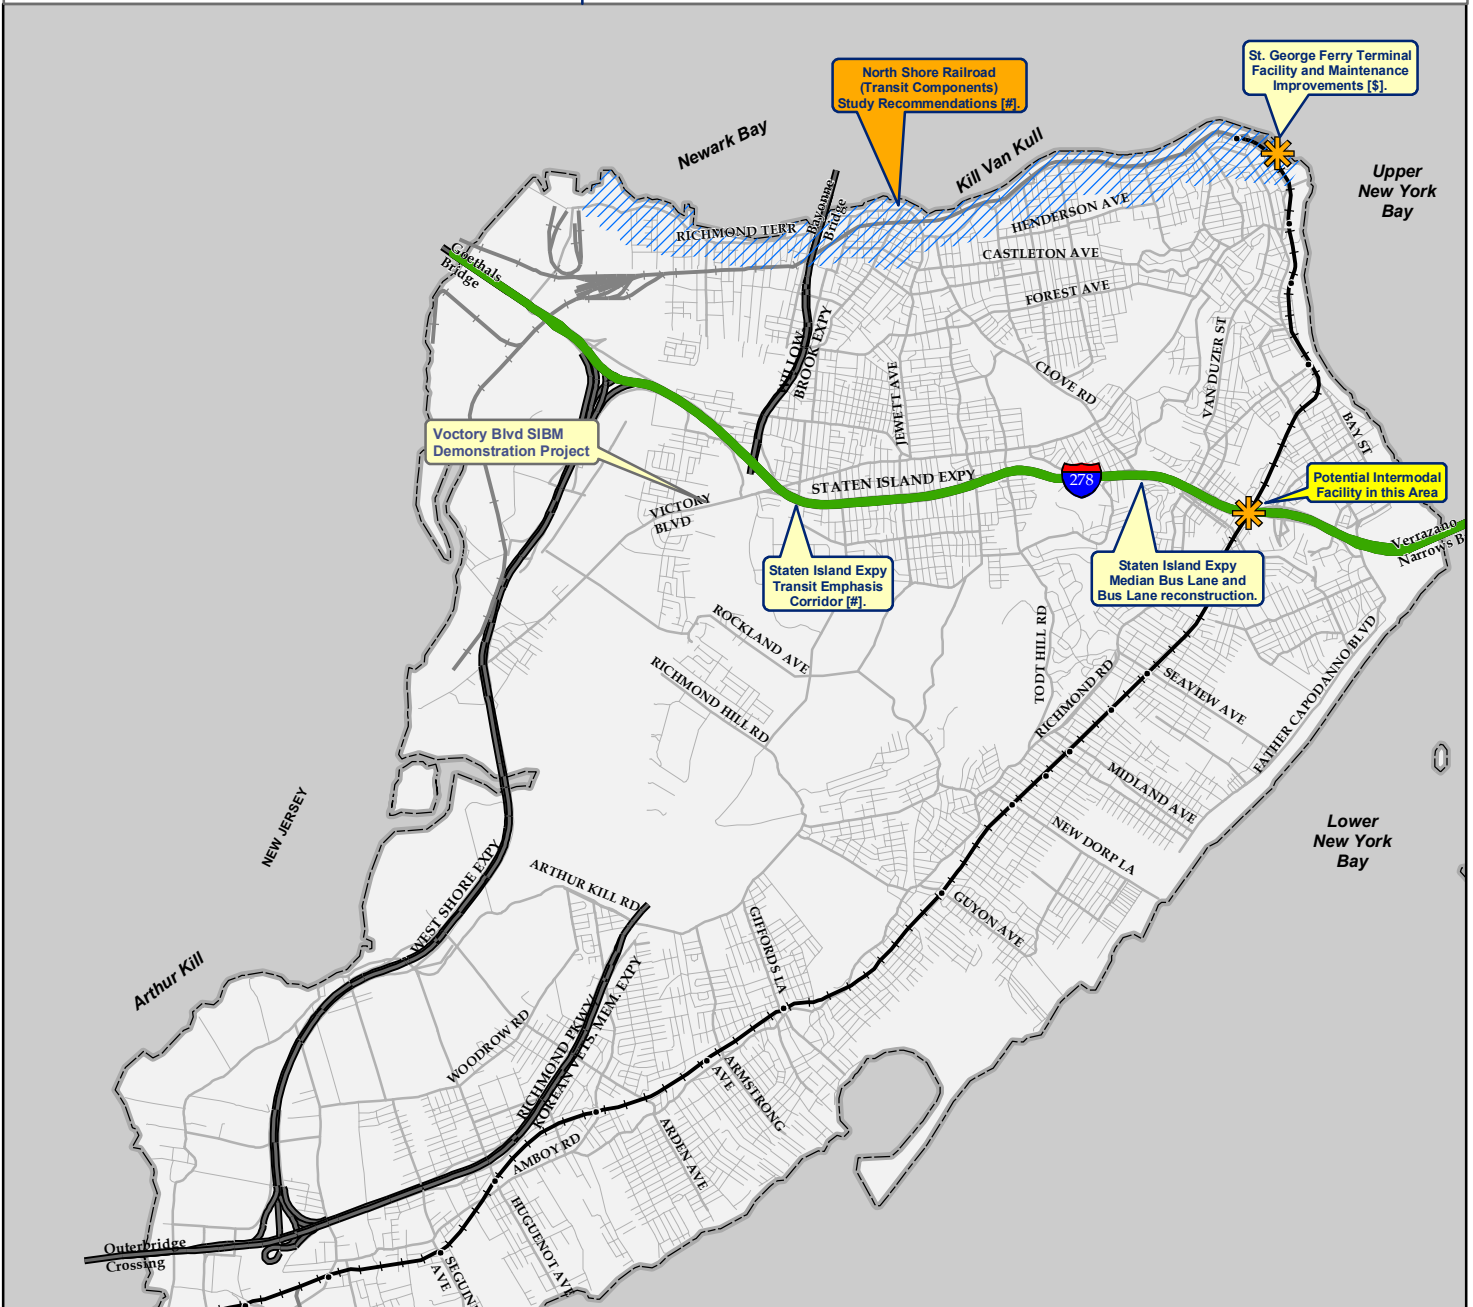 St. George Ferry Terminal
Facility and Maintenance
Improvements [$].
North Shore Railroad
(Transit Components)
Study Recommendations [#].
Newark Bay
Kill Van Kull
Upper
New York
Bay
Bayonne
Bridge
HENDERSON AVE
RICHMOND TERR
CASTLETON AVE
Goethals
Bridge
FOREST AVE
WILLOW-
BROOK EXPY
VAN DUZER ST
CLOVE RD
JEWETT AVE
BAY ST
Voctory Blvd SIBM
Demonstration Project
STATEN ISLAND EXPY
278
Potential Intermodal
Facility in this Area
VICTORY
BLVD
Verrazano
Narrow's B
Staten Island Expy
Transit Emphasis
Corridor [#].
Staten Island Expy
Median Bus Lane and
Bus Lane reconstruction.
ROCKLAND AVE
TODT HILL RD
RICHMOND HILL RD
RICHMOND RD
SEAVIEW AVE
FATHER CAPODANNO BLVD
MIDLAND AVE
NEW JERSEY
Lower
New York
Bay
NEW DORP LA
WEST SHORE EXPY
ARTHUR KILL RD
GUYON AVE
GIFFORDS LA
Arthur Kill
RICHMOND PKWY/
KOREAN VETS. MEM. EXPY
WOODROW RD
ARMSTRONG
AVE
ARDEN AVE
AMBOY RD
HUGUENOT AVE
Outerbridge
Crossing
SEGUIN
AVE